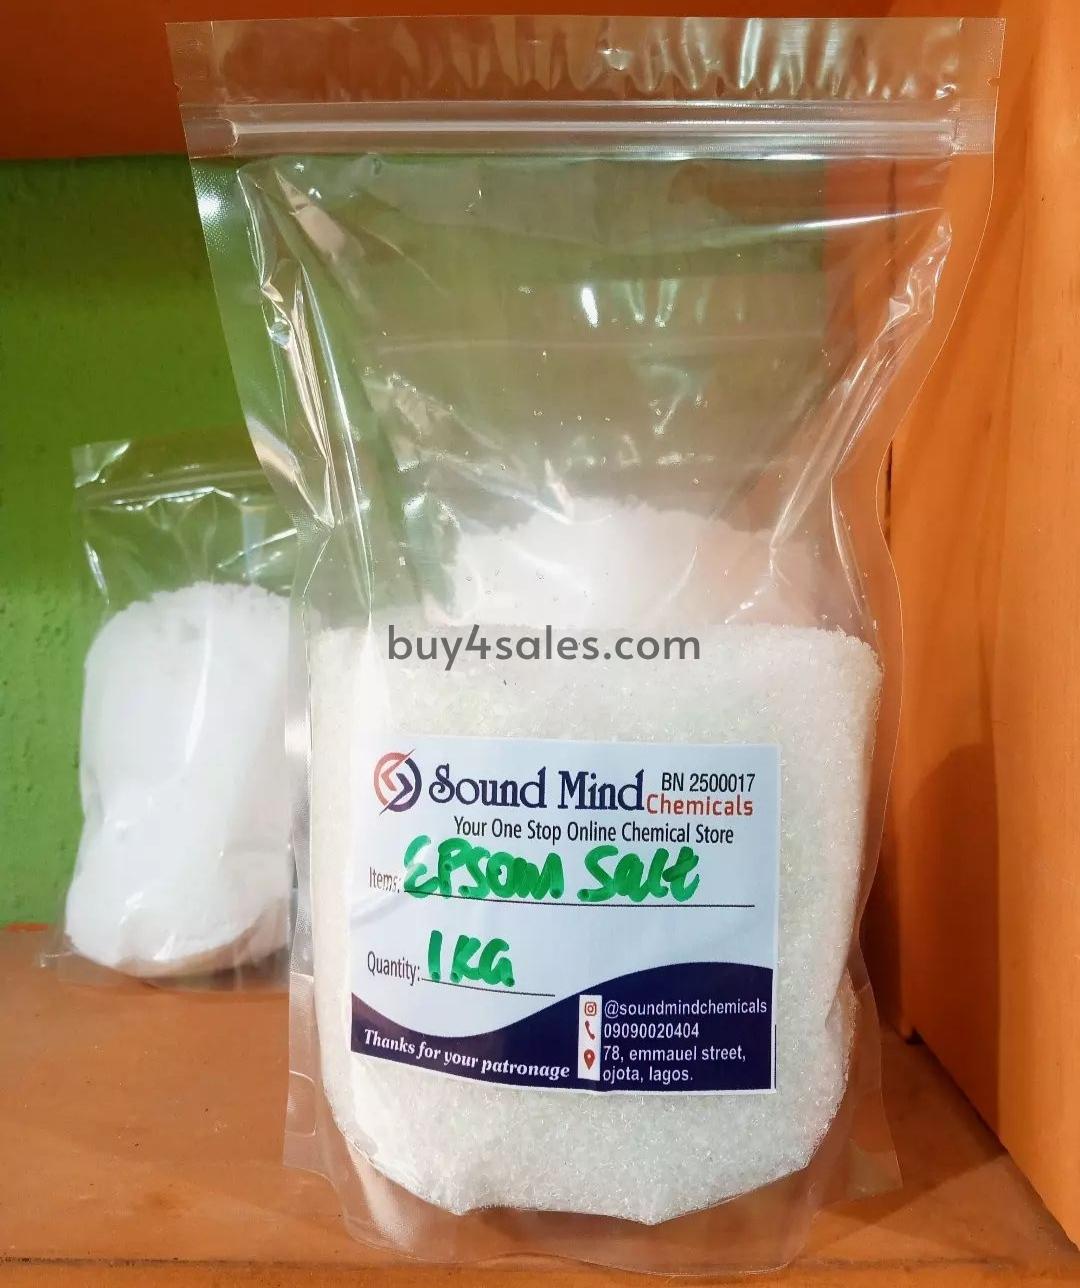 buy4sales.com
Sound Mind
BN 2500017
Chemicals
Your One Stop Online Chemical Store
Items: EPSOM Salt
Quantity: 1KG
@soundmindchemicals
09090020404
78, emmauel street,
ojota, lagos.
Thanks for your patronage